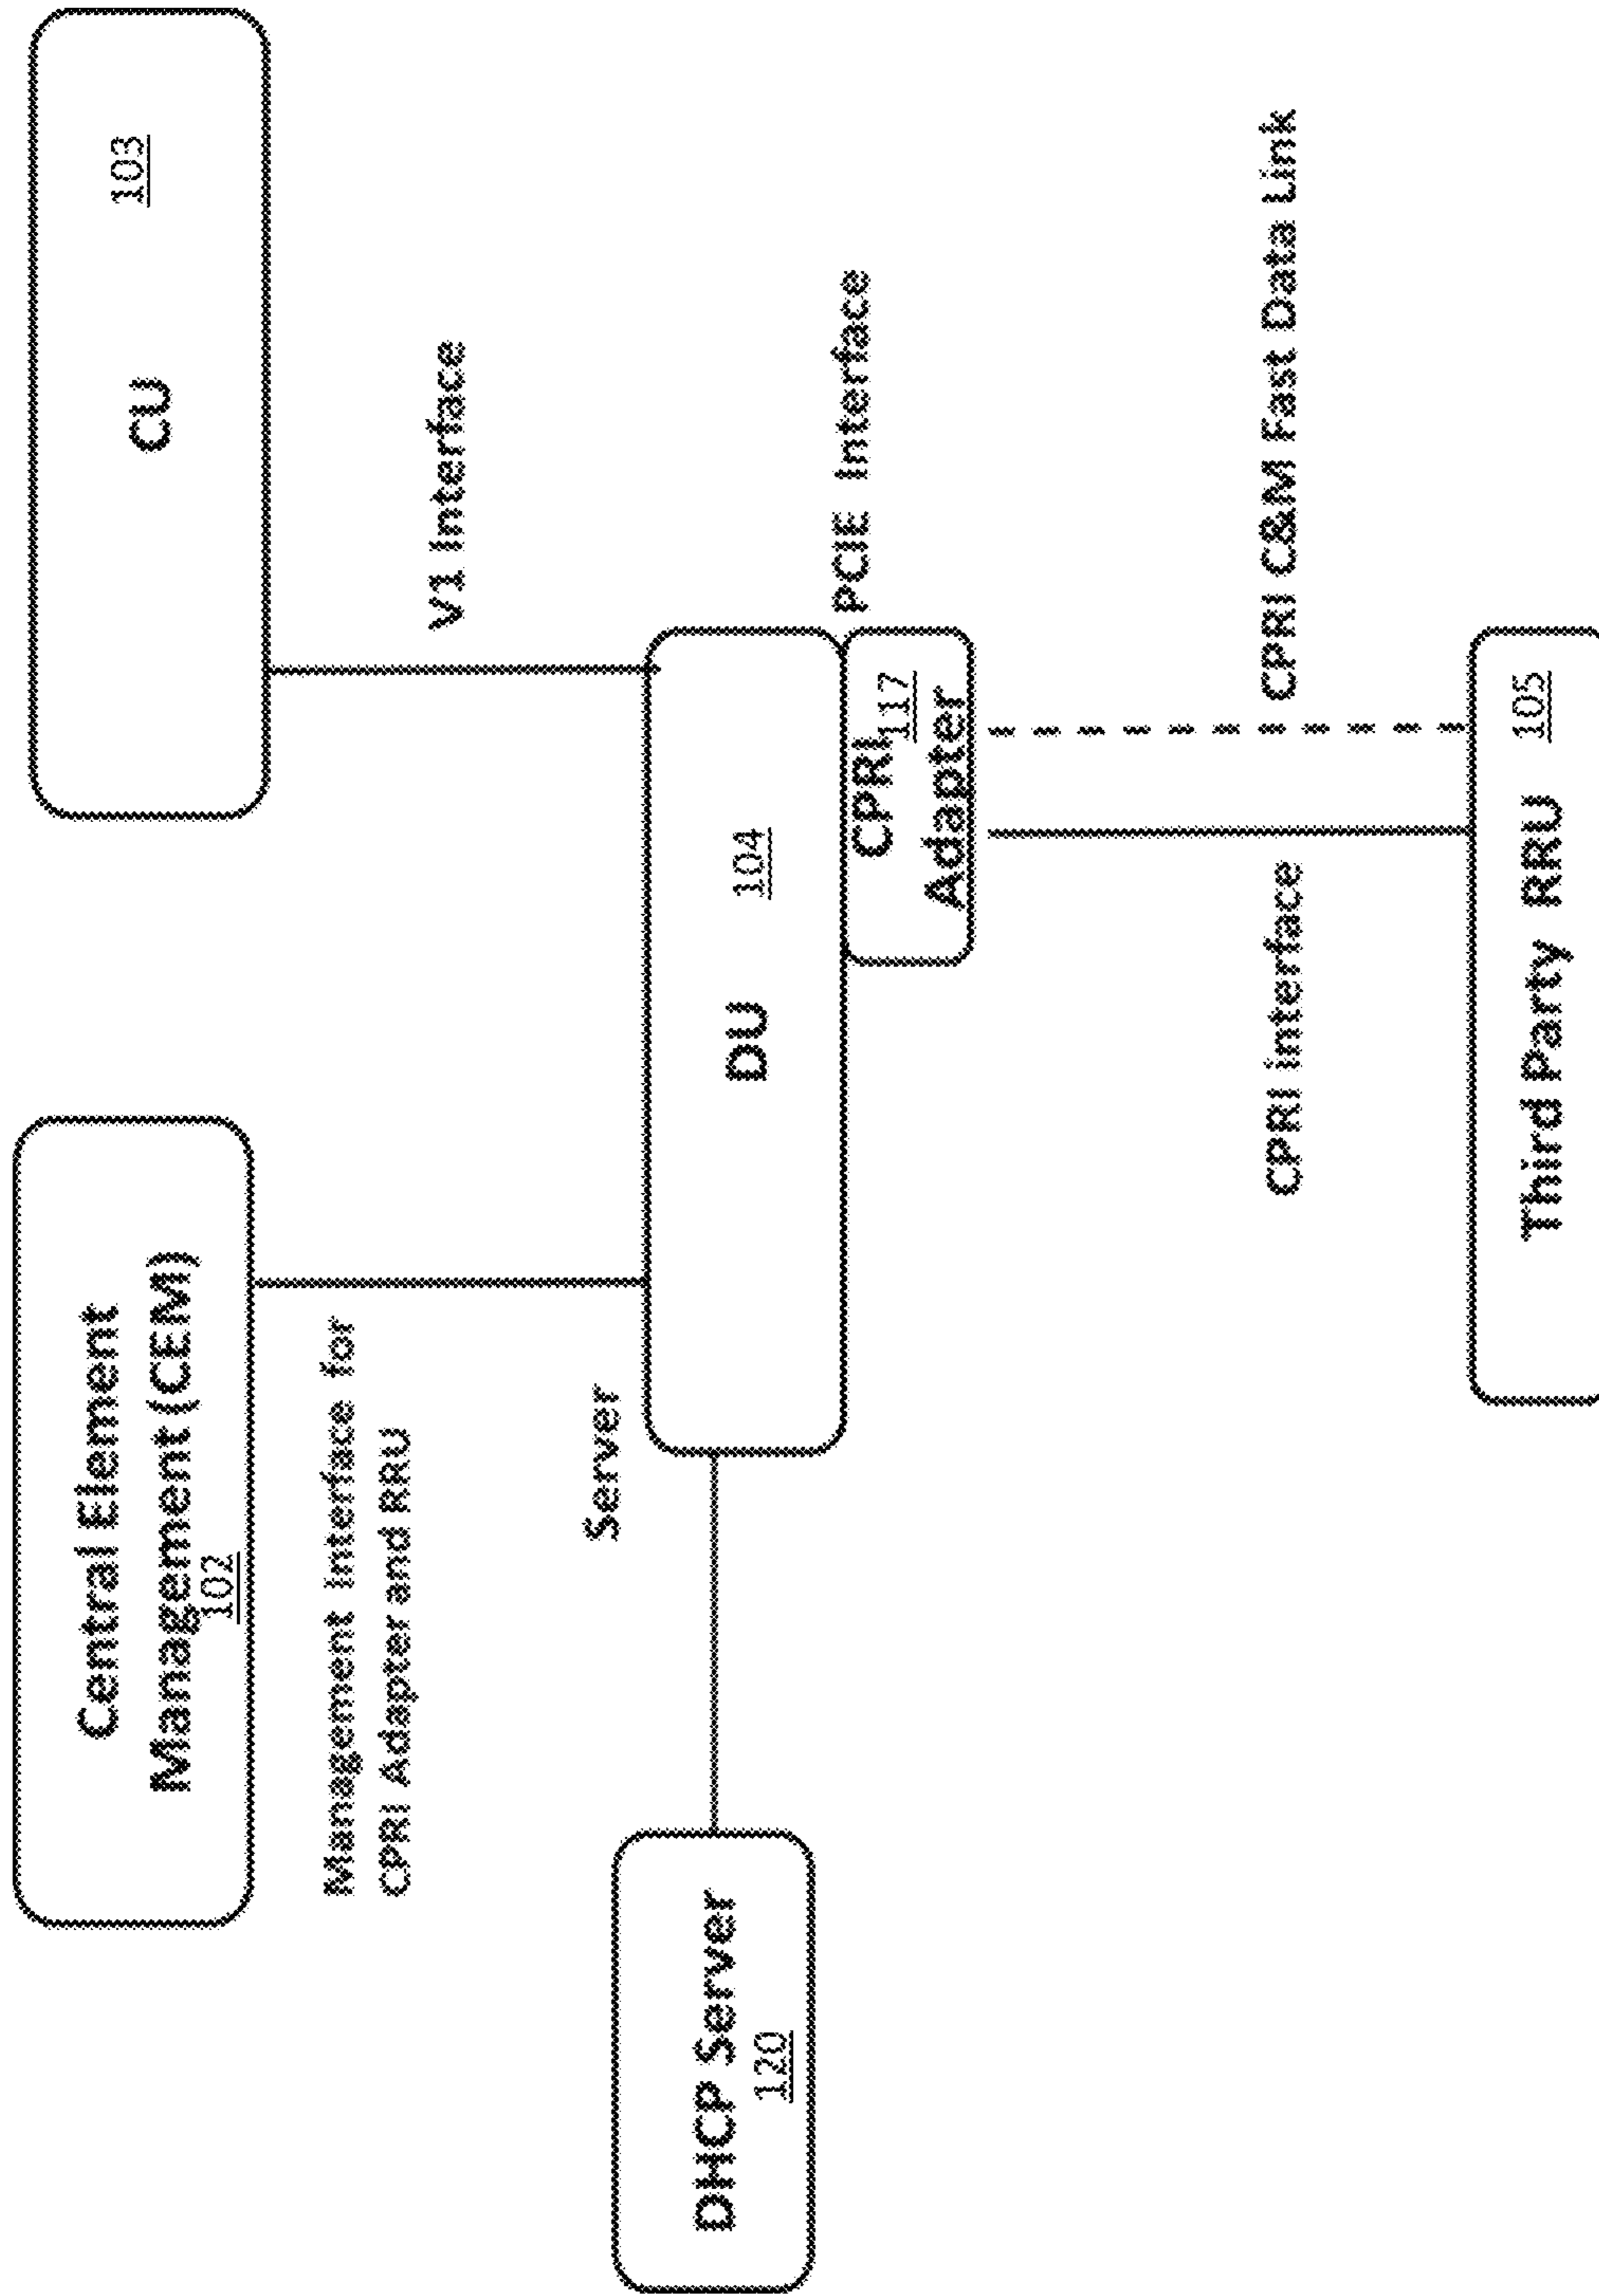 Central Element
Management (CEM)
102
CU
103
Management Interface for
CPRI Adapter and RRU
V1 Interface
Server
DHCP Server
120
DU
104
PCIE Interface
CPRI
117
Adapter
CPRI interface
CPRI C&M Fast Data Link
Third Party RRU
105